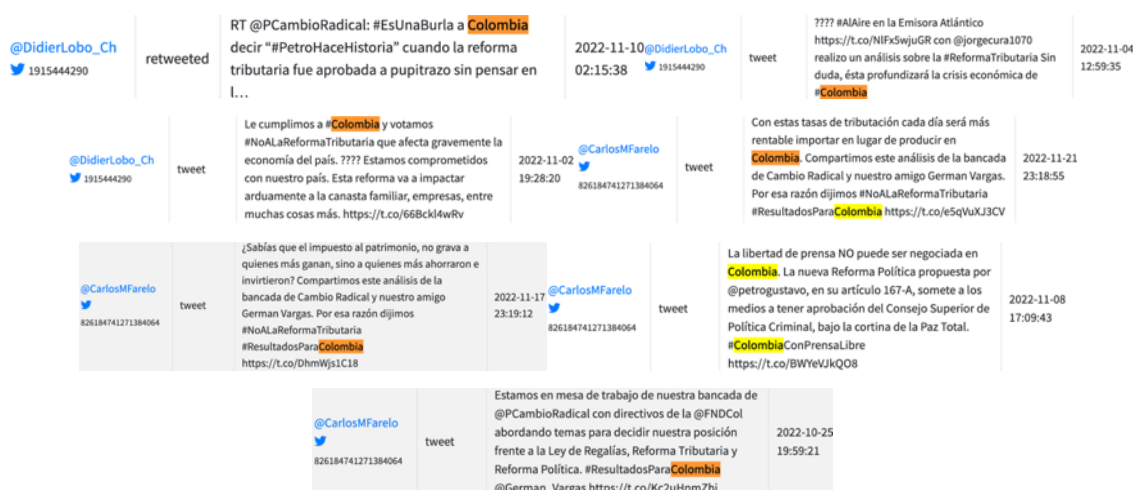 @DidierLobo_Ch
1915444290
retweeted
RT @PCambioRadical: #EsUnaBurla a Colombia
decir “#PetroHaceHistoria” cuando la reforma
tributaria fue aprobada a pupitrazo sin pensar en
l...
2022-11-10
02:15:38
@DidierLobo_Ch
1915444290
tweet
???? #AlAire en la Emisora Atlántico
https://t.co/NlFx5wjuGR con @jorgecura1070
realizo un análisis sobre la #ReformaTributaria Sin
duda, ésta profundizará la crisis económica de
#Colombia
2022-11-04
12:59:35
@DidierLobo_Ch
1915444290
tweet
Le cumplimos a #Colombia y votamos
#NoALaReformaTributaria que afecta gravemente la
economía del país. ???? Estamos comprometidos
con nuestro país. Esta reforma va a impactar
arduamente a la canasta familiar, empresas, entre
muchas cosas más. https://t.co/66Bckl4wRv
2022-11-02
19:28:20
@CarlosMFarelo
826184741271384064
tweet
Con estas tasas de tributación cada día será más
rentable importar en lugar de producir en
Colombia. Compartimos este análisis de la bancada
de Cambio Radical y nuestro amigo German Vargas.
Por esa razón dijimos #NoALaReformaTributaria
#ResultadosParaColombia https://t.co/e5qVuXJ3CV
2022-11-21
23:18:55
@CarlosMFarelo
826184741271384064
tweet
¿Sabías que el impuesto al patrimonio, no grava a
quienes más ganan, sino a quienes más ahorraron e
invirtieron? Compartimos este análisis de la
bancada de Cambio Radical y nuestro amigo
German Vargas. Por esa razón dijimos
#NoALaReformaTributaria
#ResultadosParaColombia
https://t.co/DhmWjs1C18
2022-11-17
23:19:12
@CarlosMFarelo
826184741271384064
tweet
La libertad de prensa NO puede ser negociada en
Colombia. La nueva Reforma Política propuesta por
@petrogustavo, en su artículo 167-A, somete a los
medios a tener aprobación del Consejo Superior de
Política Criminal, bajo la cortina de la Paz Total.
#ColombiaConPrensaLibre
https://t.co/BWYeVJkQO8
2022-11-08
17:09:43
@CarlosMFarelo
826184741271384064
tweet
Estamos en mesa de trabajo de nuestra bancada de
@PCambioRadical con directivos de la @FNDCol
abordando temas para decidir nuestra posición
frente a la Ley de Regalías, Reforma Tributaria y
Reforma Política. #ResultadosParaColombia
@German_Vargas https://t.co/Kc2uHnmZhi
2022-10-25
19:59:21